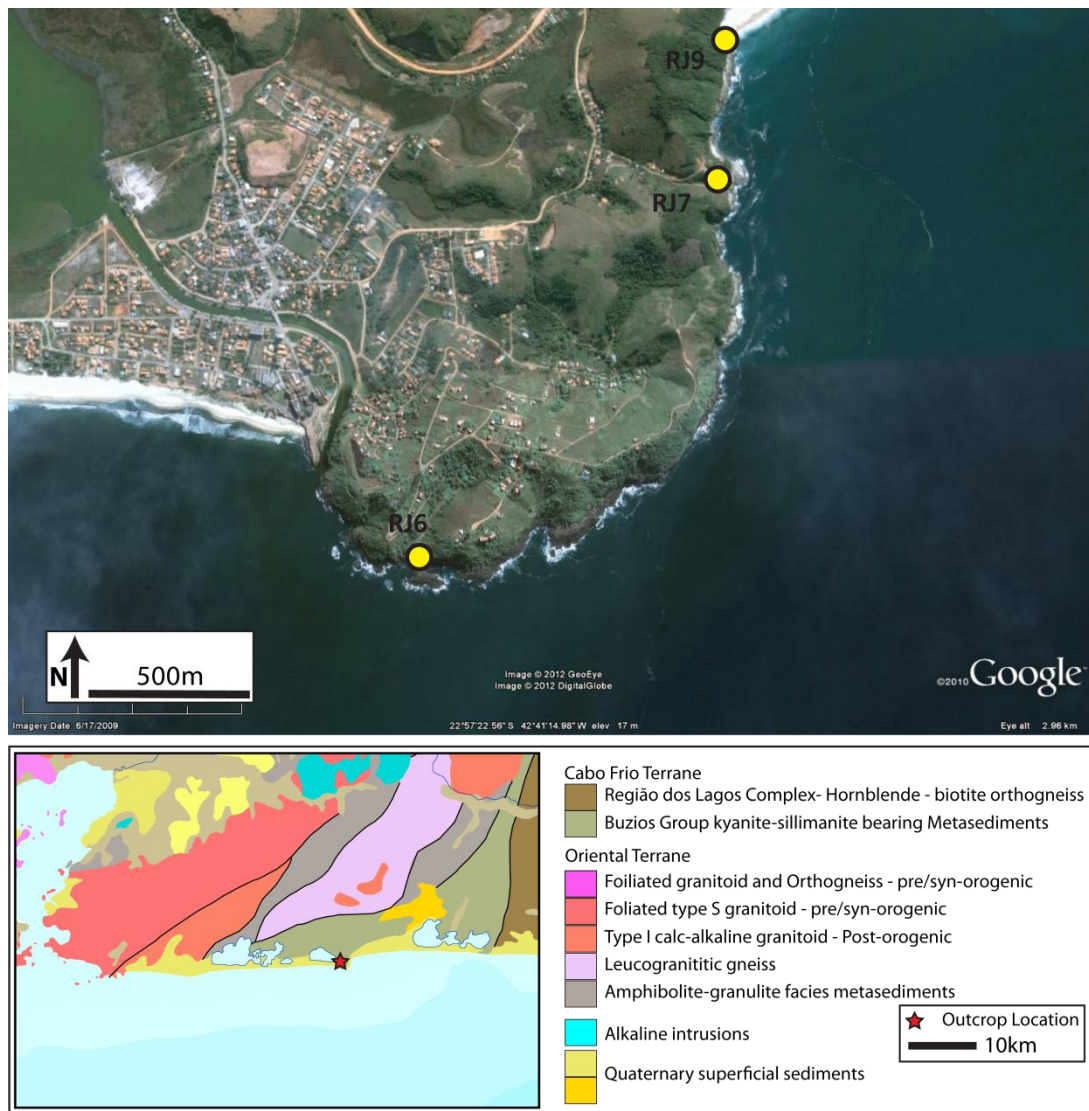 RJ9
RJ7
RJ6
N
500m
Image © 2012 GeoEye
Image © 2012 DigitalGlobe
©2010 Google
Imagery Date: 6/17/2009
22°57'22.56" S 42°41'14.98" W elev 17 m
Eye alt 2.96 km
Cabo Frio Terrane
Região dos Lagos Complex- Hornblende - biotite orthogneiss
Buzios Group kyanite-sillimanite bearing Metasediments
Oriental Terrane
Foiliated granitoid and Orthogneiss - pre/syn-orogenic
Foliated type S granitoid - pre/syn-orogenic
Type I calc-alkaline granitoid - Post-orogenic
Leucogranititic gneiss
Amphibolite-granulite facies metasediments
Alkaline intrusions
Quaternary superficial sediments
Outcrop Location
10km